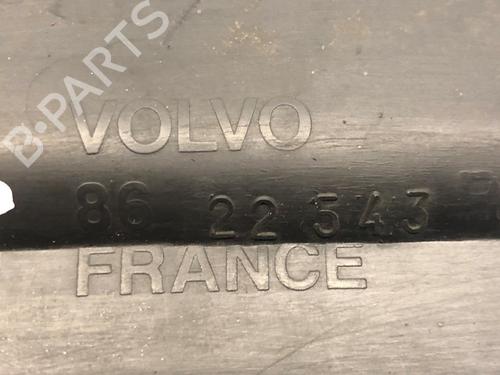 B-PARTS
VOLVO
86 22 543
FRANCE